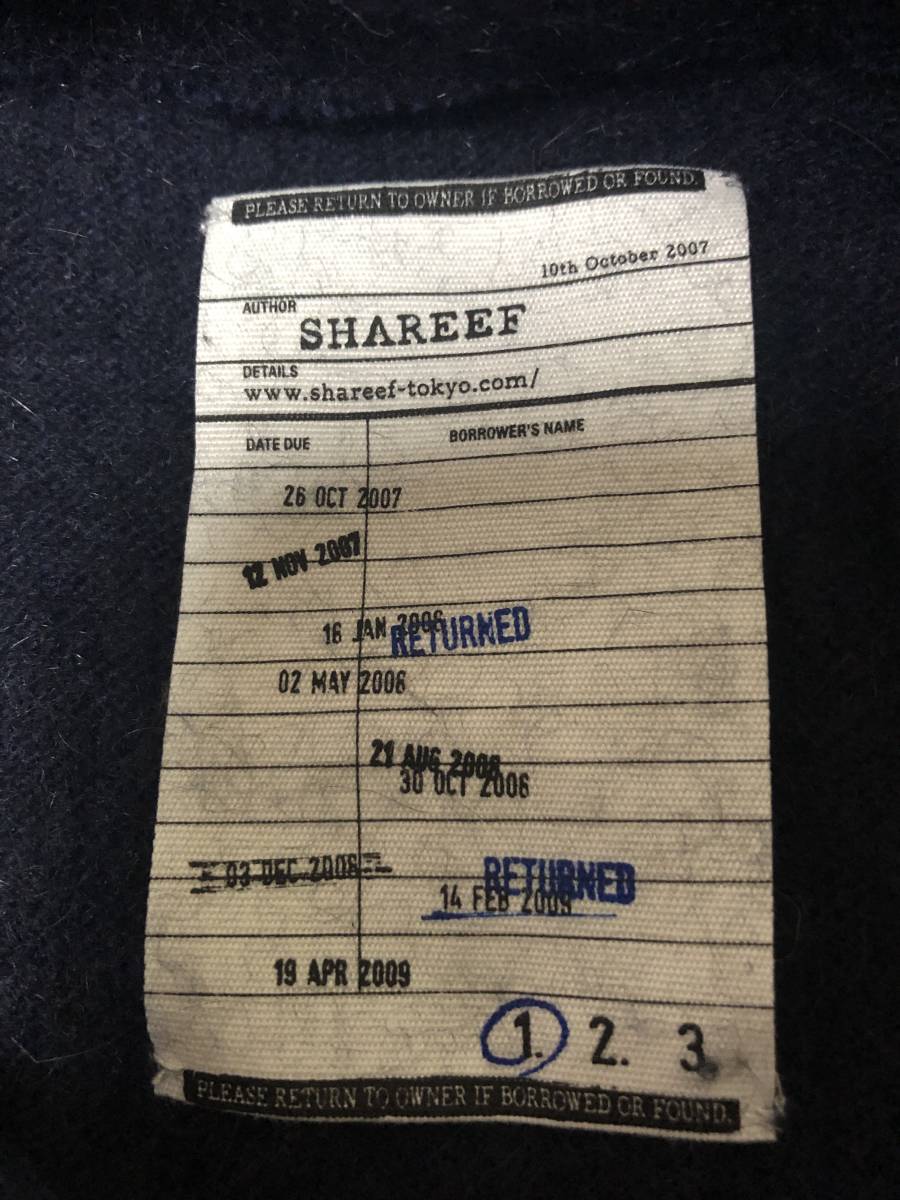 PLEASE RETURN TO OWNER IF BORROWED OR FOUND.
10th October 2007
AUTHOR
SHAREEF
DETAILS
www.shareef-tokyo.com/
DATE DUE BORROWER'S NAME
26 OCT 2007
12 NOV 2007
16 JAN 2006
RETURNED
02 MAY 2006
21 AUG 2008
30 OCT 2006
03 DEC 2006
RETURNED
14 FEB 2009
19 APR 2009
1. 2. 3.
PLEASE RETURN TO OWNER IF BORROWED OR FOUND.